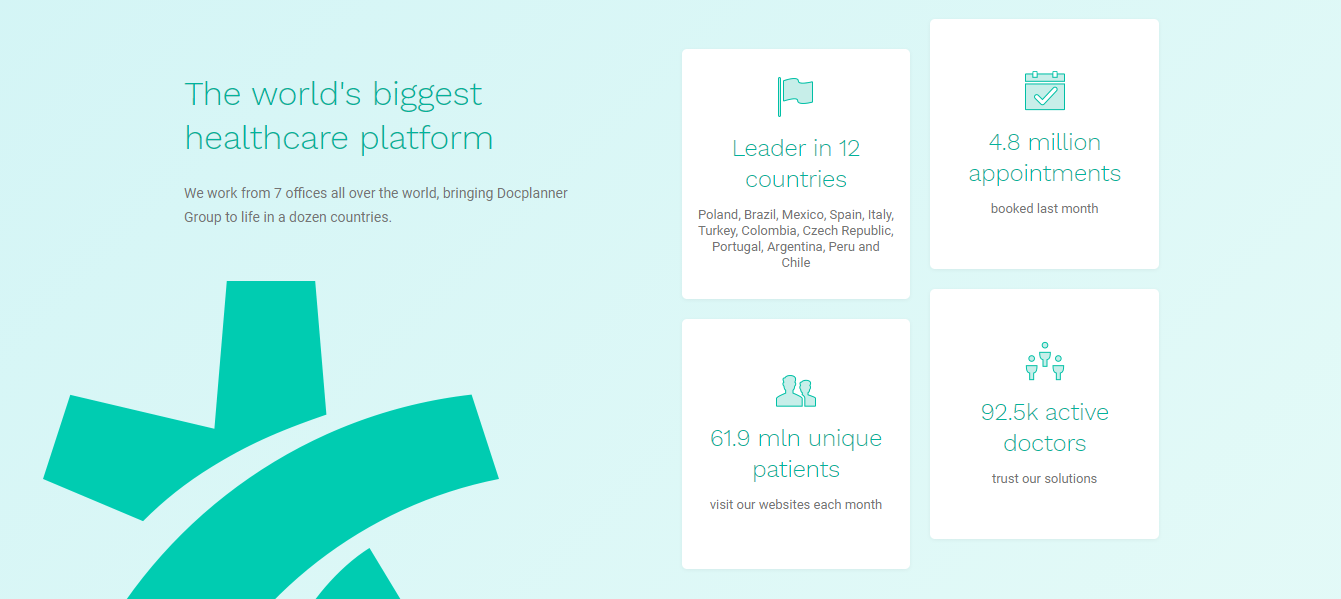 The world's biggest
healthcare platform
We work from 7 offices all over the world, bringing Docplanner
Group to life in a dozen countries.
Leader in 12
countries
Poland, Brazil, Mexico, Spain, Italy,
Turkey, Colombia, Czech Republic,
Portugal, Argentina, Peru and
Chile
4.8 million
appointments
booked last month
61.9 mln unique
patients
visit our websites each month
92.5k active
doctors
trust our solutions